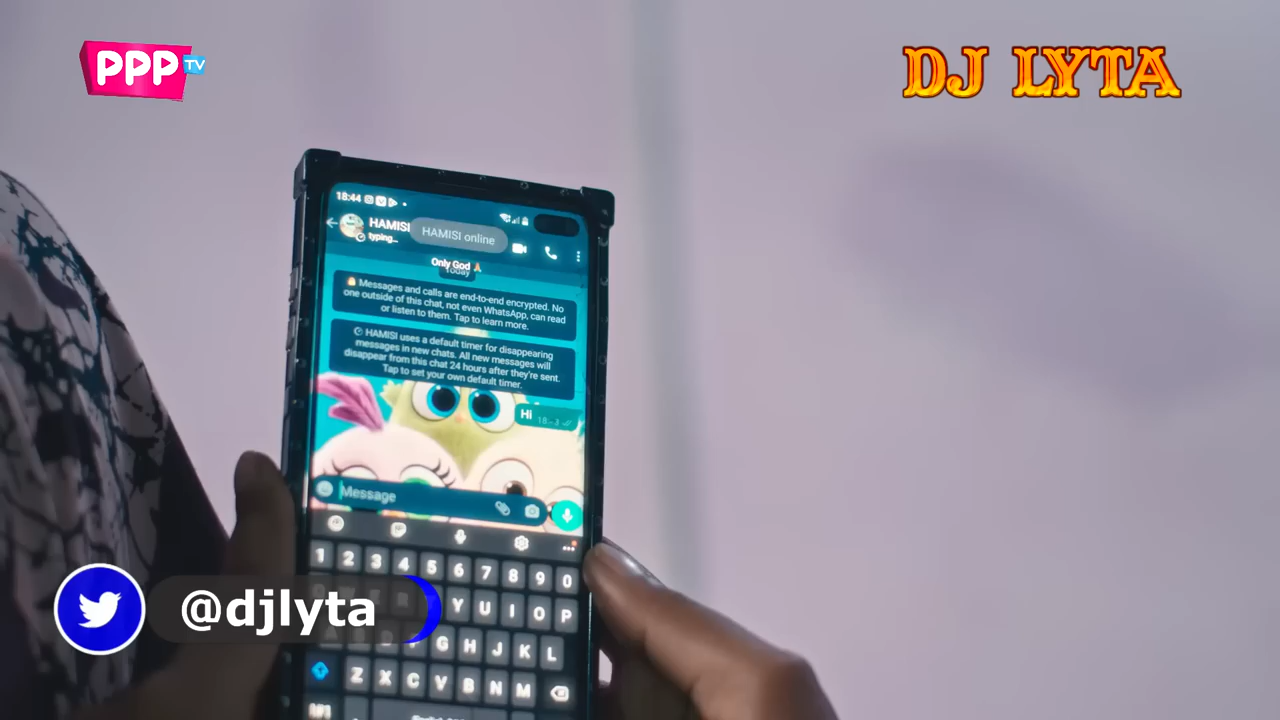 PPP TV
DJ LYTA
18:44
HAMISI
typing...
HAMISI online
Only God 🙏
Today
Messages and calls are end-to-end encrypted. No
one outside of this chat, not even WhatsApp, can read
or listen to them. Tap to learn more.
HAMISI uses a default timer for disappearing
messages in new chats. All new messages will
disappear from this chat 24 hours after they're sent.
Tap to set your own default timer.
Hi
Message
1 2 3 4 5 6 7 8 9 0
Y U I O P
G H J K L
Z X C V B N M
@djlyta